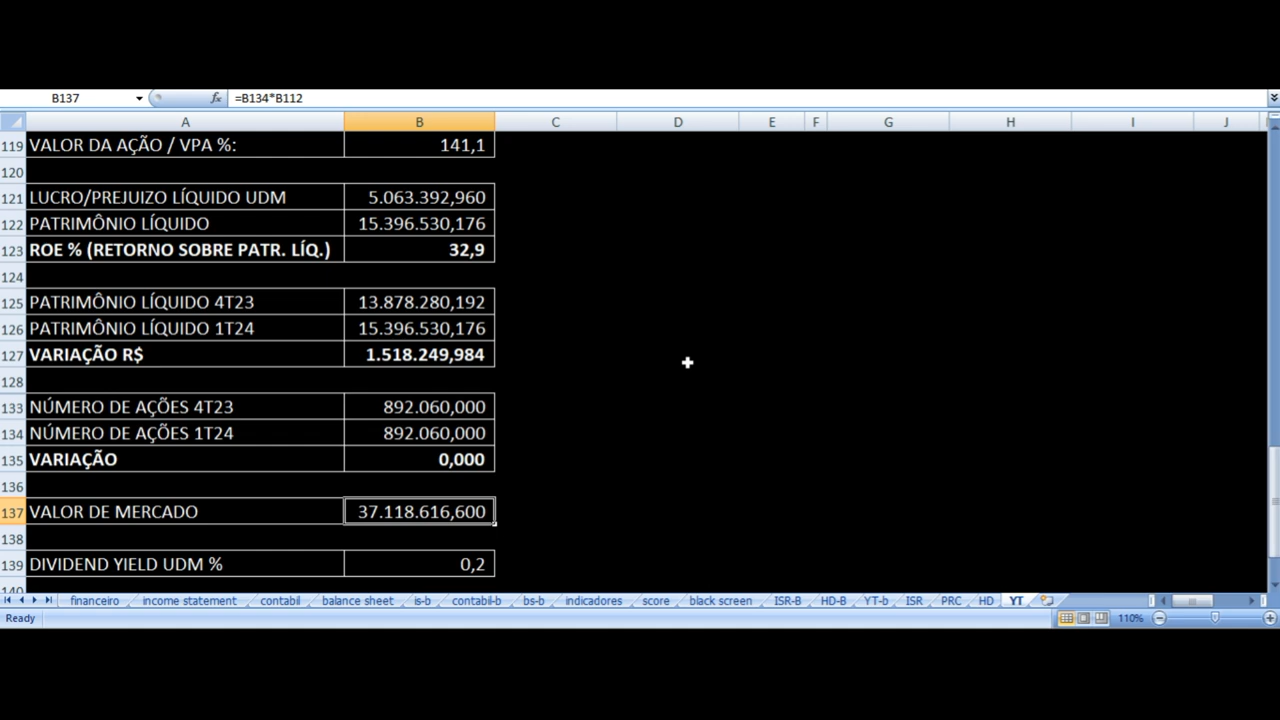 B137 =B134*B112
A B C D E F G H I J
119 VALOR DA AÇÃO / VPA %: 141,1
120
121 LUCRO/PREJUIZO LÍQUIDO UDM 5.063.392,960
122 PATRIMÔNIO LÍQUIDO 15.396.530,176
123 ROE % (RETORNO SOBRE PATR. LÍQ.) 32,9
124
125 PATRIMÔNIO LÍQUIDO 4T23 13.878.280,192
126 PATRIMÔNIO LÍQUIDO 1T24 15.396.530,176
127 VARIAÇÃO R$ 1.518.249,984
128
133 NÚMERO DE AÇÕES 4T23 892.060,000
134 NÚMERO DE AÇÕES 1T24 892.060,000
135 VARIAÇÃO 0,000
136
137 VALOR DE MERCADO 37.118.616,600
138
139 DIVIDEND YIELD UDM % 0,2
140
financeiro income statement contabil balance sheet is-b contabil-b bs-b indicadores score black screen ISR-B HD-B YT-b ISR PRC HD YT
Ready 110%